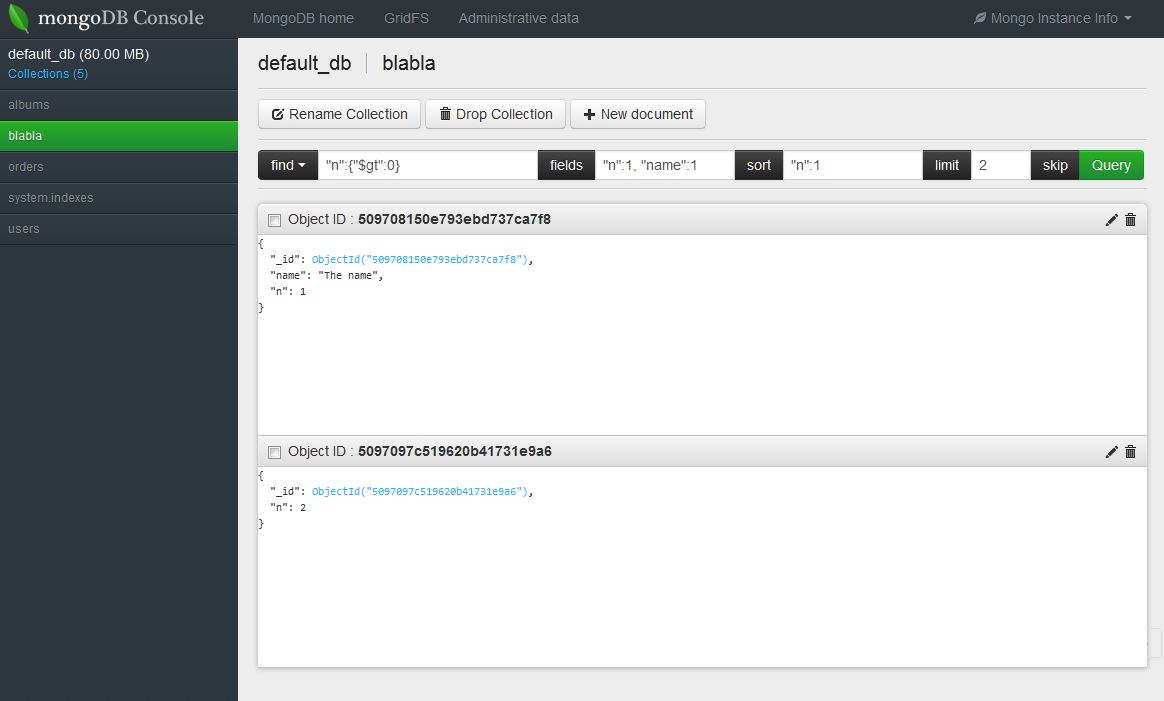 mongoDB Console
MongoDB home GridFS Administrative data Mongo Instance Info
default_db (80.00 MB)
Collections (5)
albums
blabla
orders
system.indexes
users
default_db blabla
Rename Collection Drop Collection New document
find "n":{"$gt":0} fields "n":1, "name":1 sort "n":1 limit 2 skip Query
Object ID : 509708150e793ebd737ca7f8
{
"_id": ObjectId("509708150e793ebd737ca7f8"),
"name": "The name",
"n": 1
}
Object ID : 5097097c519620b41731e9a6
{
"_id": ObjectId("5097097c519620b41731e9a6"),
"n": 2
}